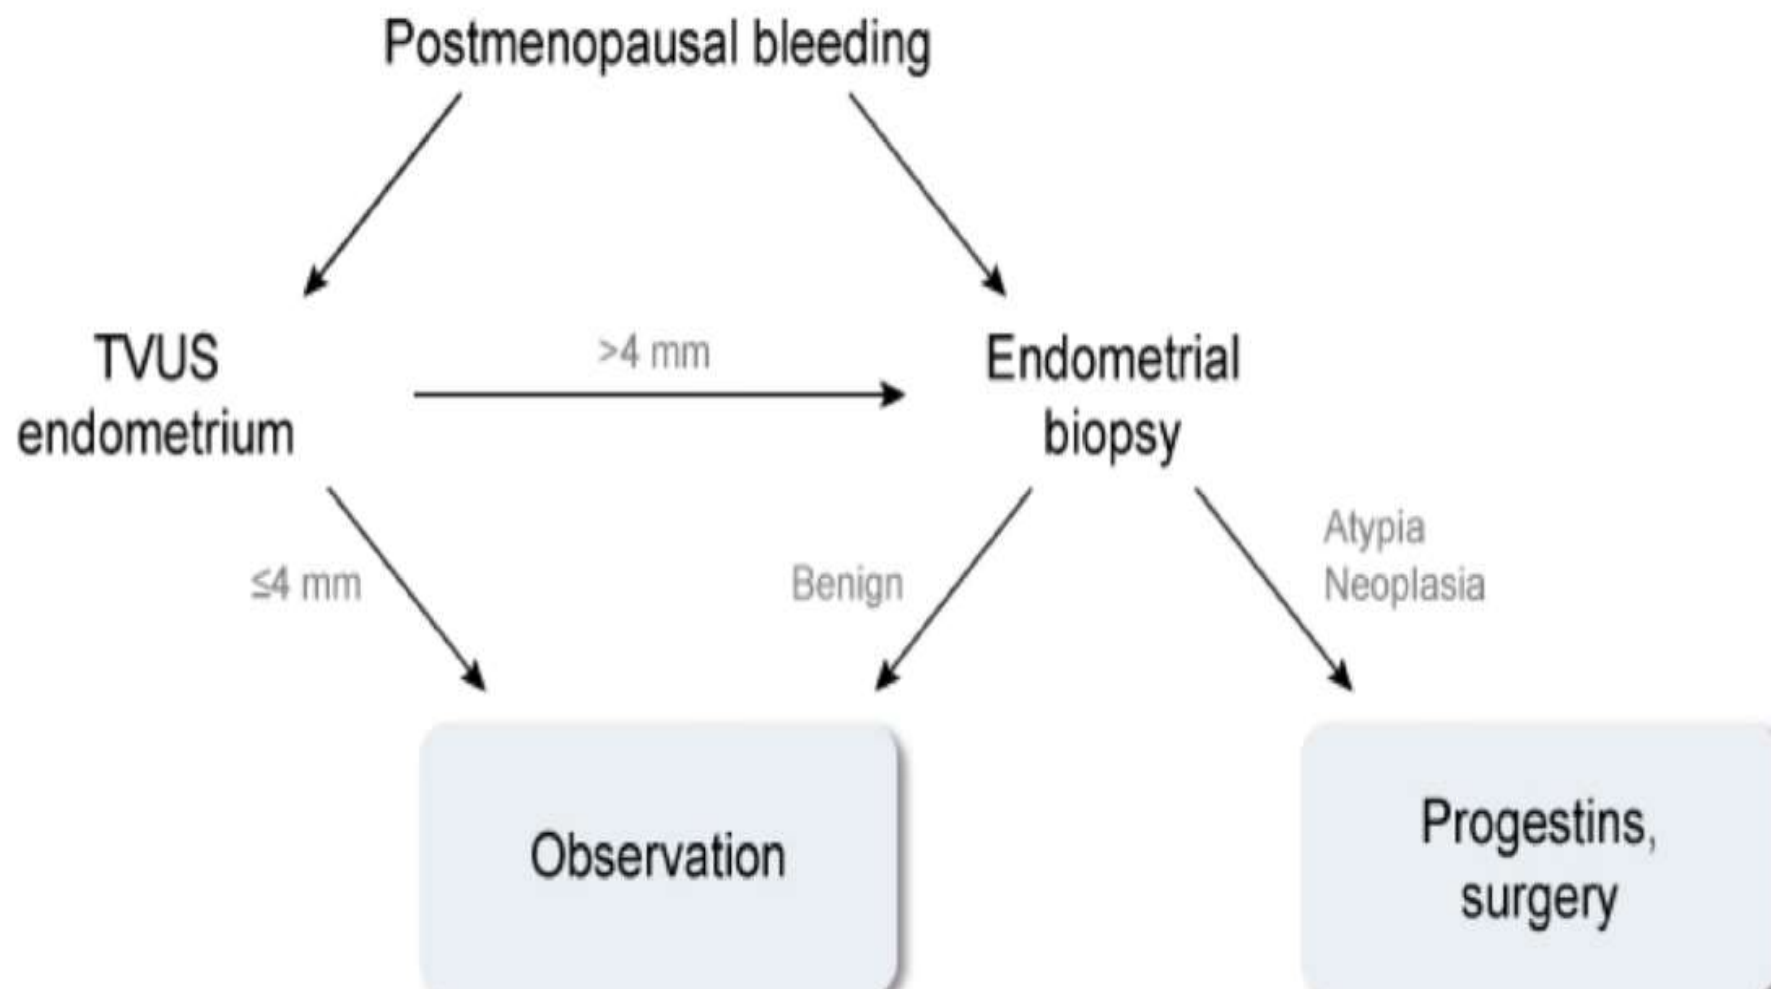 Postmenopausal bleeding
TVUS
endometrium
>4 mm
Endometrial
biopsy
≤4 mm
Benign
Atypia
Neoplasia
Observation
Progestins,
surgery